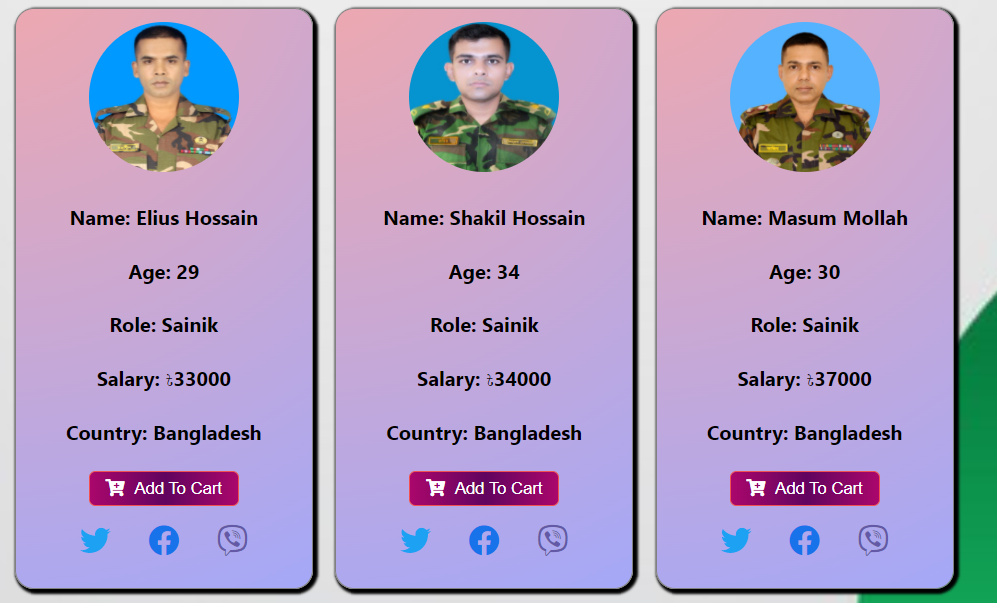 Name: Elius Hossain
Age: 29
Role: Sainik
Salary: ৳33000
Country: Bangladesh
Add To Cart
Name: Shakil Hossain
Age: 34
Role: Sainik
Salary: ৳34000
Country: Bangladesh
Add To Cart
Name: Masum Mollah
Age: 30
Role: Sainik
Salary: ৳37000
Country: Bangladesh
Add To Cart